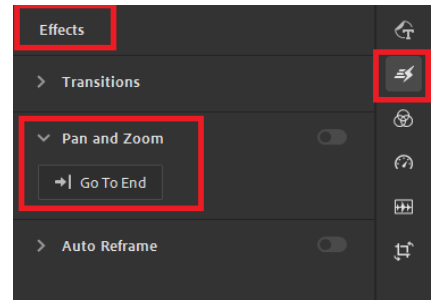 Effects
Transitions
Pan and Zoom
Go To End
Auto Reframe